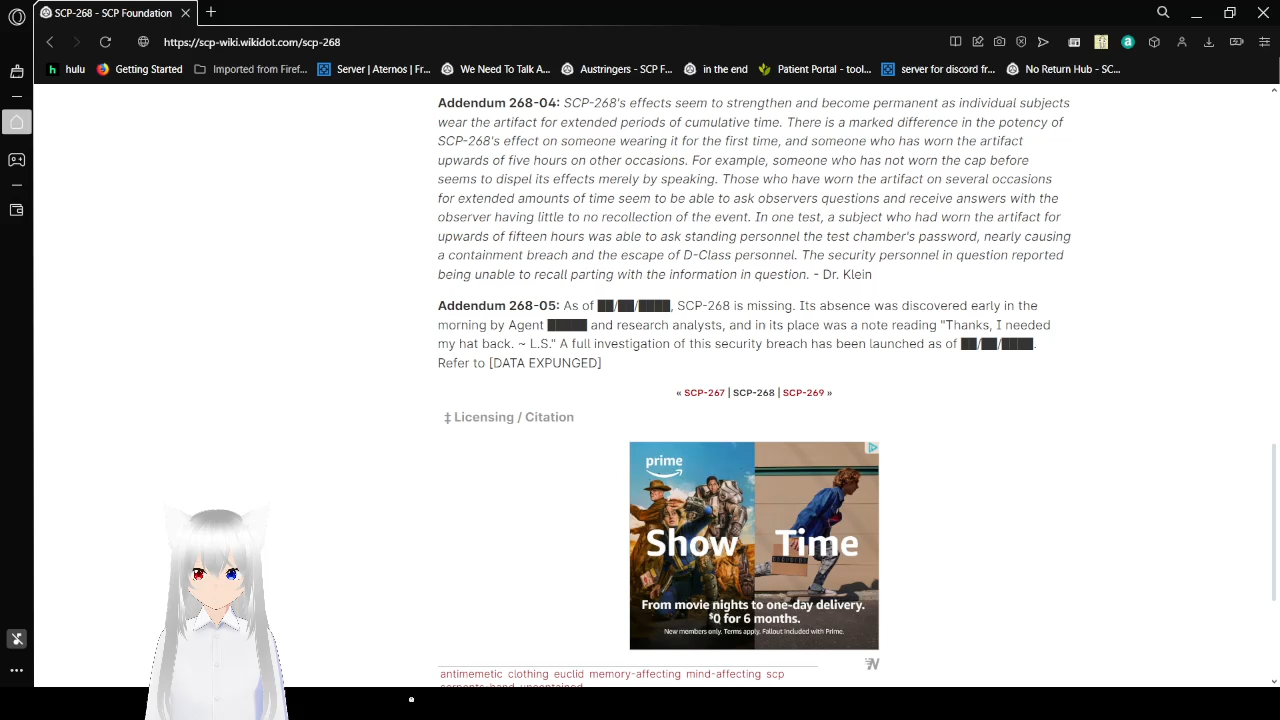 SCP-268 - SCP Foundation
https://scp-wiki.wikidot.com/scp-268
hulu Getting Started Imported from Firef... Server | Aternos | Fr... We Need To Talk A... Austringers - SCP F... in the end Patient Portal - tool... server for discord fr... No Return Hub - SC...
Addendum 268-04: SCP-268's effects seem to strengthen and become permanent as individual subjects
wear the artifact for extended periods of cumulative time. There is a marked difference in the potency of
SCP-268's effect on someone wearing it for the first time, and someone who has worn the artifact
upwards of five hours on other occasions. For example, someone who has not worn the cap before
seems to dispel its effects merely by speaking. Those who have worn the artifact on several occasions
for extended amounts of time seem to be able to ask observers questions and receive answers with the
observer having little to no recollection of the event. In one test, a subject who had worn the artifact for
upwards of fifteen hours was able to ask standing personnel the test chamber's password, nearly causing
a containment breach and the escape of D-Class personnel. The security personnel in question reported
being unable to recall parting with the information in question. - Dr. Klein
Addendum 268-05: As of ██/██/████, SCP-268 is missing. Its absence was discovered early in the
morning by Agent █████ and research analysts, and in its place was a note reading "Thanks, I needed
my hat back. ~ L.S." A full investigation of this security breach has been launched as of ██/██/████.
Refer to [DATA EXPUNGED]
« SCP-267 | SCP-268 | SCP-269 »
‡ Licensing / Citation
prime
Show Time
From movie nights to one-day delivery.
$0 for 6 months.
New members only. Terms apply. Fallout included with Prime.
antimemetic clothing euclid memory-affecting mind-affecting scp
serpents-hand uncontained